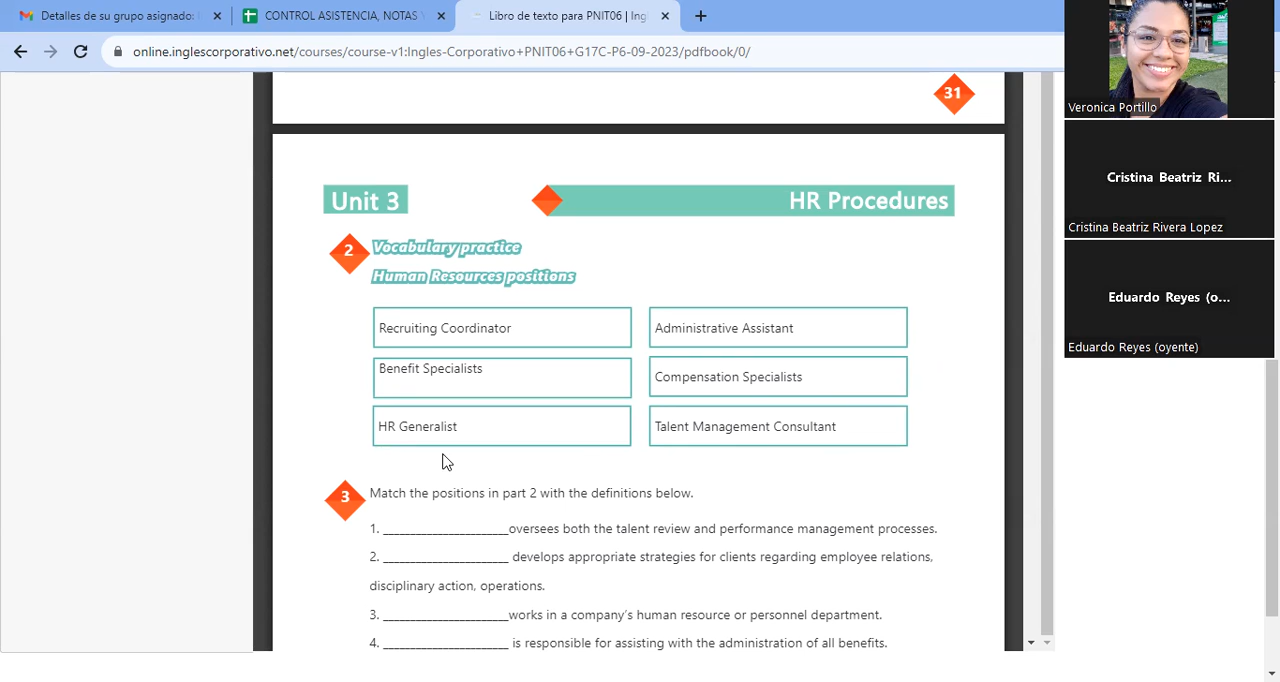 Detalles de su grupo asignado:
CONTROL ASISTENCIA, NOTAS
Libro de texto para PNIT06 | Ing
online.inglescorporativo.net/courses/course-v1:Ingles-Corporativo+PNIT06+G17C-P6-09-2023/pdfbook/0/
31
Unit 3
HR Procedures
2
Vocabulary practice
Human Resources positions
Recruiting Coordinator
Administrative Assistant
Benefit Specialists
Compensation Specialists
HR Generalist
Talent Management Consultant
3
Match the positions in part 2 with the definitions below.
1. ____________________oversees both the talent review and performance management processes.
2. ____________________ develops appropriate strategies for clients regarding employee relations,
disciplinary action, operations.
3. ____________________works in a company's human resource or personnel department.
4. ____________________ is responsible for assisting with the administration of all benefits.
Veronica Portillo
Cristina Beatriz Ri...
Cristina Beatriz Rivera Lopez
Eduardo Reyes (o...
Eduardo Reyes (oyente)